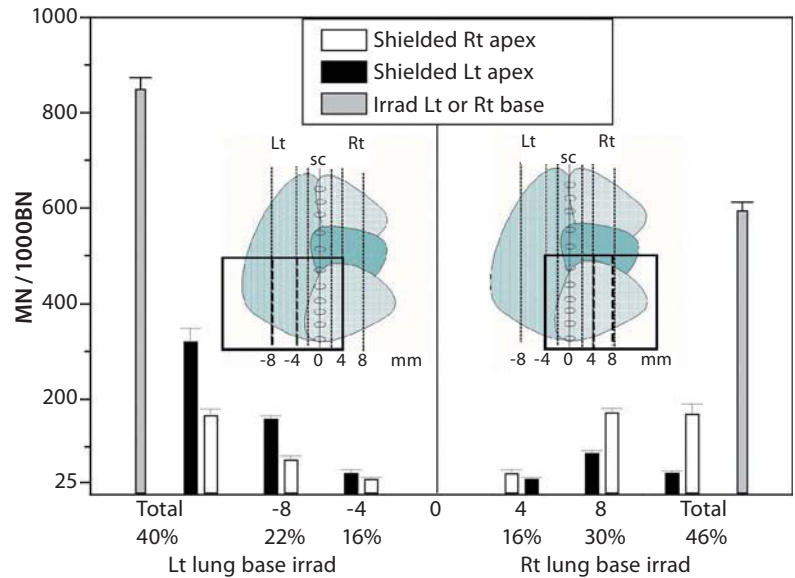 1000
800
600
400
200
25
MN/1000BN
Shielded Rt apex
Shielded Lt apex
Irrad Lt or Rt base
Lt Rt
sc
-8 -4 0 4 8 mm
Lt Rt
sc
-8 -4 0 4 8 mm
Total -8 -4 0 4 8 Total
40% 22% 16% 16% 30% 46%
Lt lung base irrad Rt lung base irrad